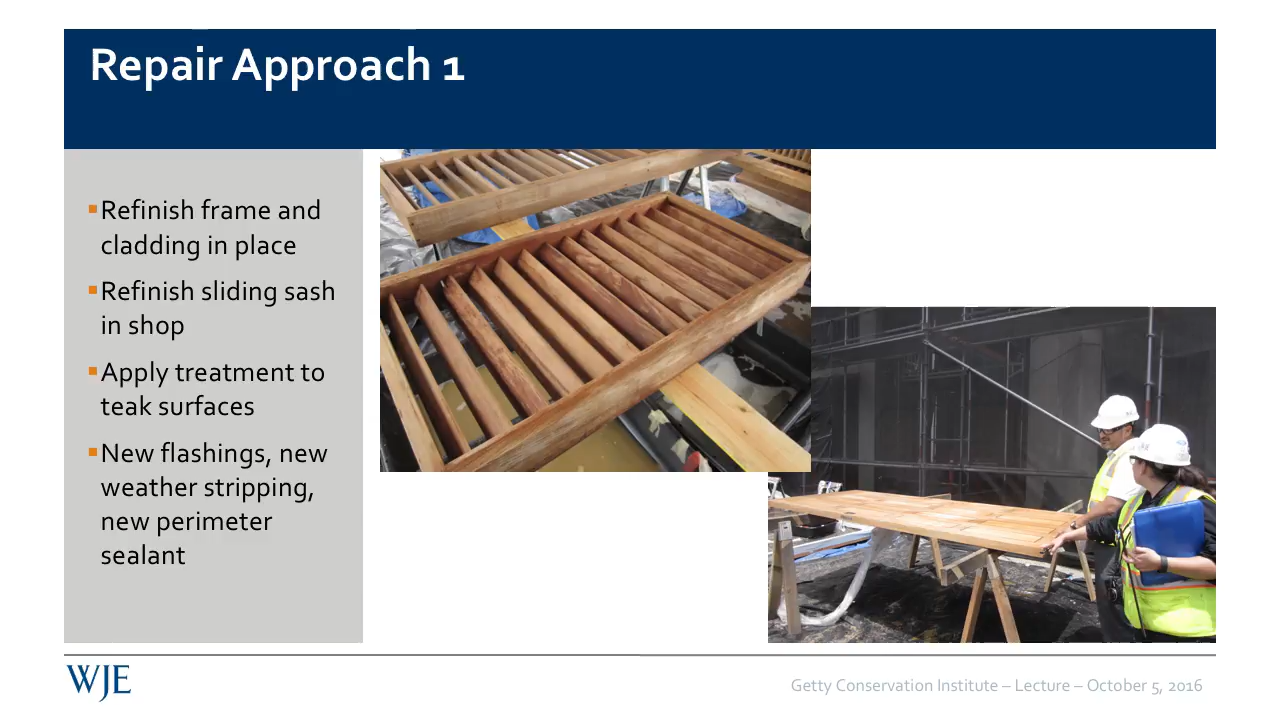 Repair Approach 1
▪Refinish frame and
cladding in place
▪Refinish sliding sash
in shop
▪Apply treatment to
teak surfaces
▪New flashings, new
weather stripping,
new perimeter
sealant
WJE
Getty Conservation Institute – Lecture – October 5, 2016